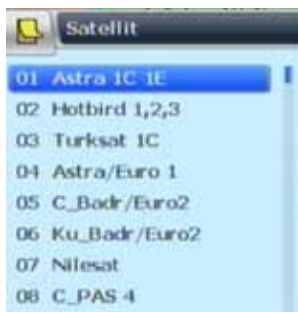 Satellit
01 Astra 1C 1E
02 Hotbird 1,2,3
03 Turksat 1C
04 Astra/Euro 1
05 C_Badr/Euro2
06 Ku_Badr/Euro2
07 Nilesat
08 C_PAS 4